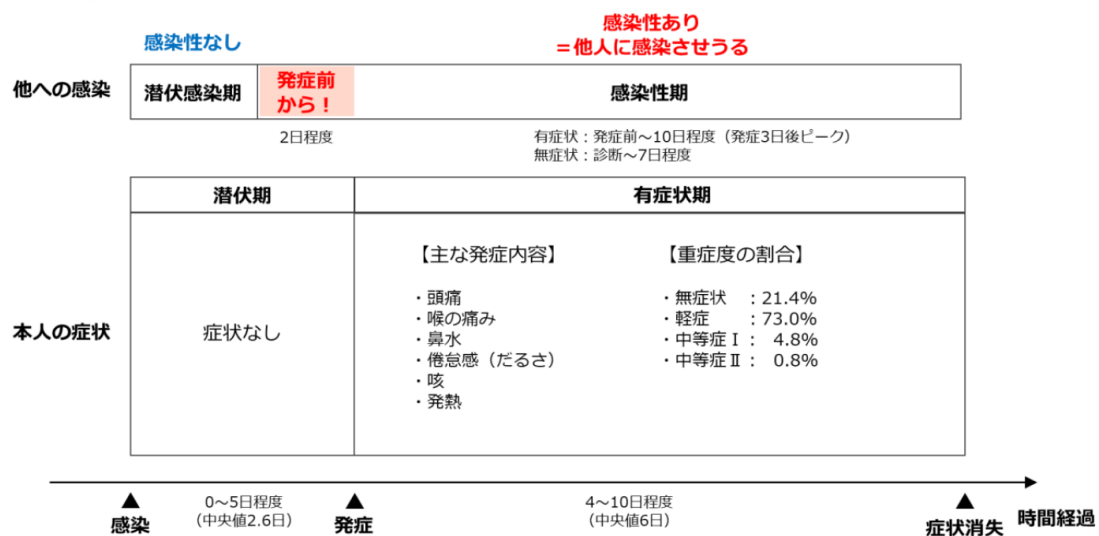 感染性なし
感染性あり
＝他人に感染させうる
他への感染
潜伏感染期
発症前
から！
感染性期
2日程度
有症状：発症前～10日程度（発症3日後ピーク）
無症状：診断～7日程度
潜伏期
有症状期
本人の症状
症状なし
【主な発症内容】
・頭痛
・喉の痛み
・鼻水
・倦怠感（だるさ）
・咳
・発熱
【重症度の割合】
・無症状　：21.4%
・軽症　　：73.0%
・中等症Ⅰ： 4.8%
・中等症Ⅱ： 0.8%
▲
感染
0～5日程度
（中央値2.6日）
▲
発症
4～10日程度
（中央値6日）
▲
症状消失
時間経過